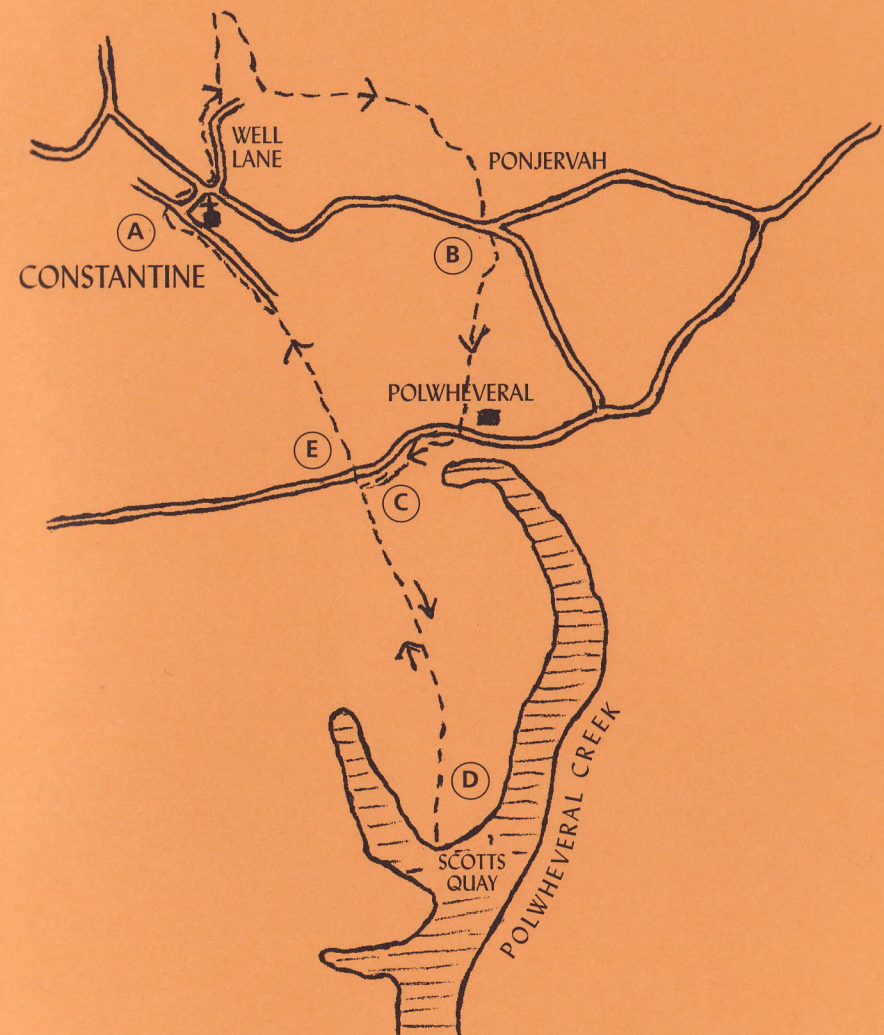 WELL
LANE
PONJERVAH
A
B
CONSTANTINE
POLWHEVERAL
E
C
D
SCOTTS
QUAY
POLWHEVERAL CREEK